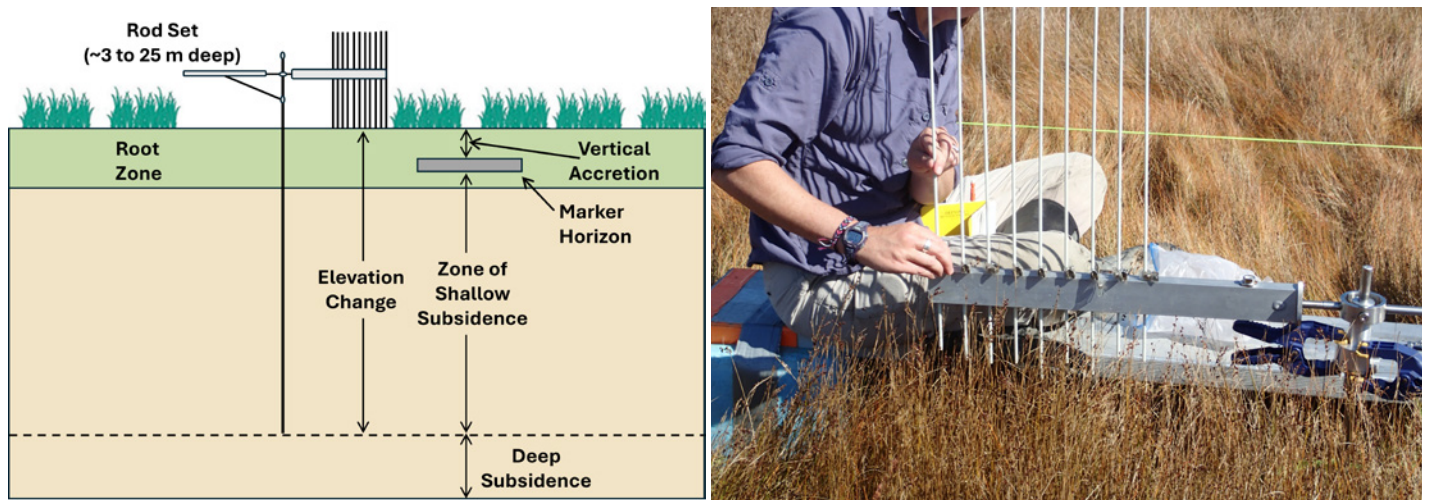 Rod Set
(~3 to 25 m deep)
Root
Zone
Vertical
Accretion
Marker
Horizon
Elevation
Change
Zone of
Shallow
Subsidence
Deep
Subsidence